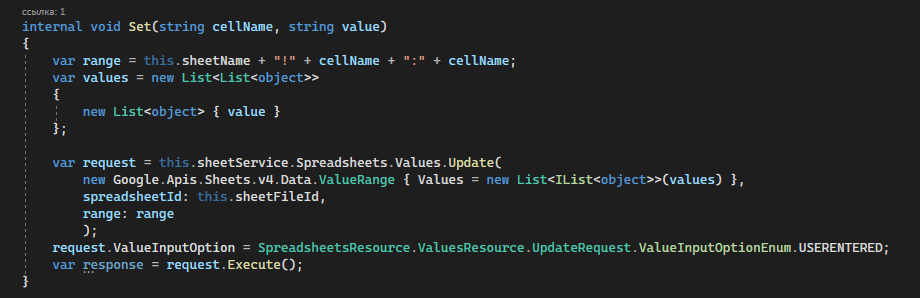 ссылка: 1
internal void Set(string cellName, string value)
{
    var range = this.sheetName + "!" + cellName + ":" + cellName;
    var values = new List<List<object>>
    {
        new List<object> { value }
    };

    var request = this.sheetService.Spreadsheets.Values.Update(
        new Google.Apis.Sheets.v4.Data.ValueRange { Values = new List<IList<object>>(values) },
        spreadsheetId: this.sheetFileId,
        range: range
        );
    request.ValueInputOption = SpreadsheetsResource.ValuesResource.UpdateRequest.ValueInputOptionEnum.USERENTERED;
    var response = request.Execute();
}